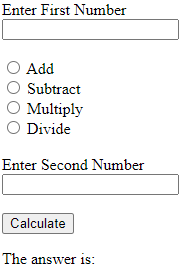 Enter First Number
Add
Subtract
Multiply
Divide
Enter Second Number
Calculate
The answer is: